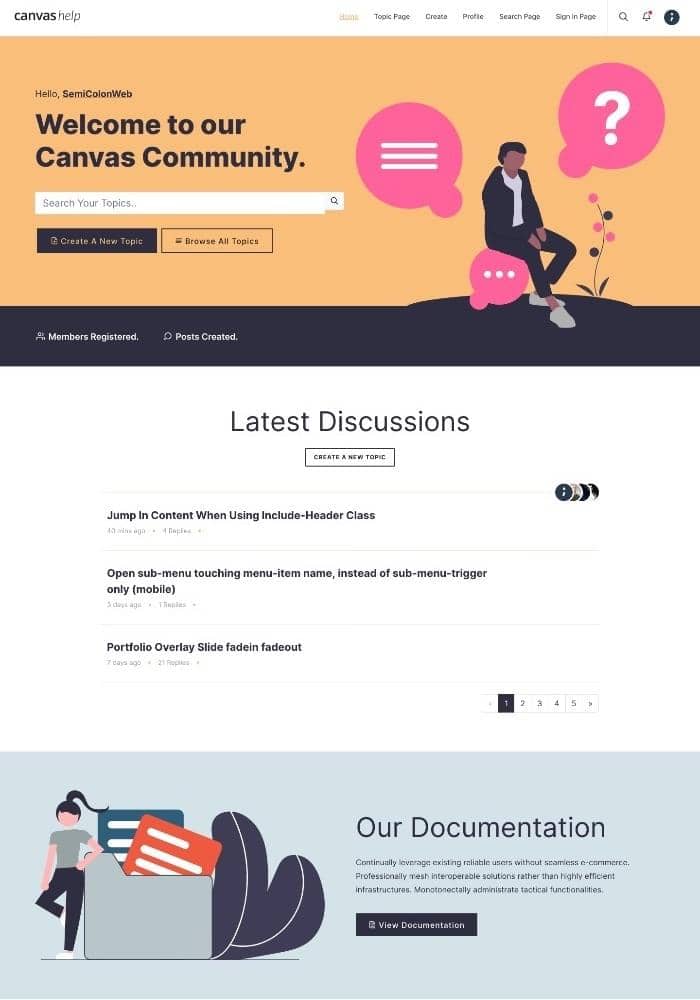 canvas help
Home Topic Page Create Profile Search Page Sign In Page
Hello, SemiColonWeb
Welcome to our
Canvas Community.
?
Search Your Topics..
Create A New Topic Browse All Topics
Members Registered. Posts Created.
Latest Discussions
CREATE A NEW TOPIC
Jump In Content When Using Include-Header Class
40 mins ago • 4 Replies •
Open sub-menu touching menu-item name, instead of sub-menu-trigger
only (mobile)
3 days ago • 1 Replies •
Portfolio Overlay Slide fadein fadeout
7 days ago • 21 Replies •
« 1 2 3 4 5 »
Our Documentation
Continually leverage existing reliable users without seamless e-commerce.
Professionally mesh interoperable solutions rather than highly efficient
infrastructures. Monotonectally administrate tactical functionalities.
View Documentation